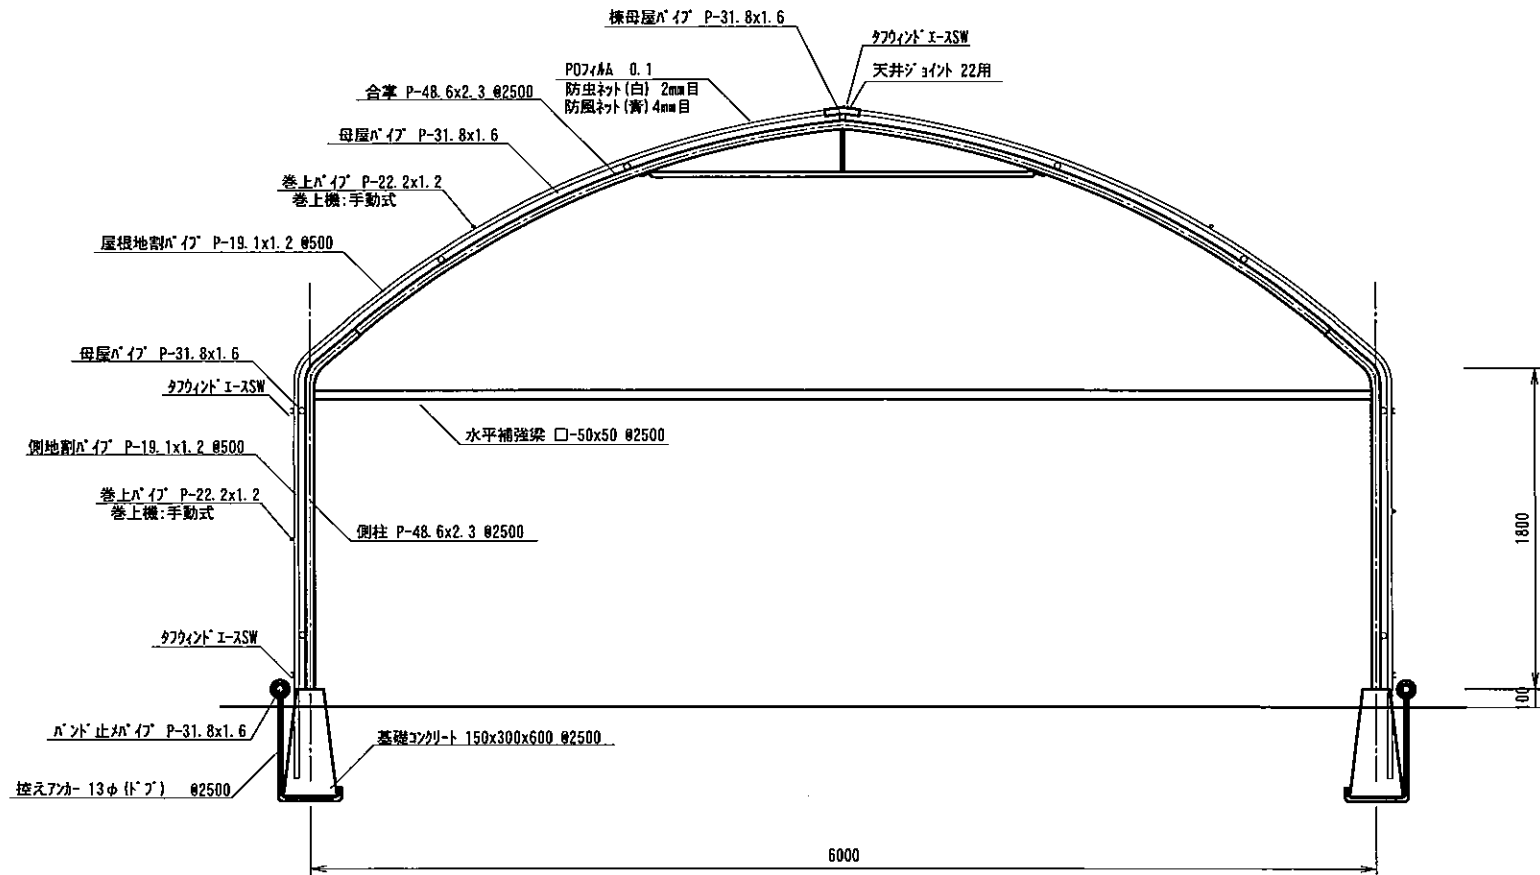 棟母屋パイプ P-31.8x1.6
タフウィンドエースSW
天井ジョイント 22用
POフィルム 0.1
防虫ネット(白) 2mm目
防風ネット(青)4mm目
合掌 P-48.6x2.3 @2500
母屋パイプ P-31.8x1.6
巻上パイプ P-22.2x1.2
巻上機:手動式
屋根地割パイプ P-19.1x1.2 @500
母屋パイプ P-31.8x1.6
タフウィンドエースSW
水平補強梁 □-50x50 @2500
側地割パイプ P-19.1x1.2 @500
巻上パイプ P-22.2x1.2
巻上機:手動式
側柱 P-48.6x2.3 @2500
1800
タフウィンドエースSW
100
バンド止メパイプ P-31.8x1.6
基礎コンクリート 150x300x600 @2500
控えアンカー 13φ(ドブ) @2500
6000